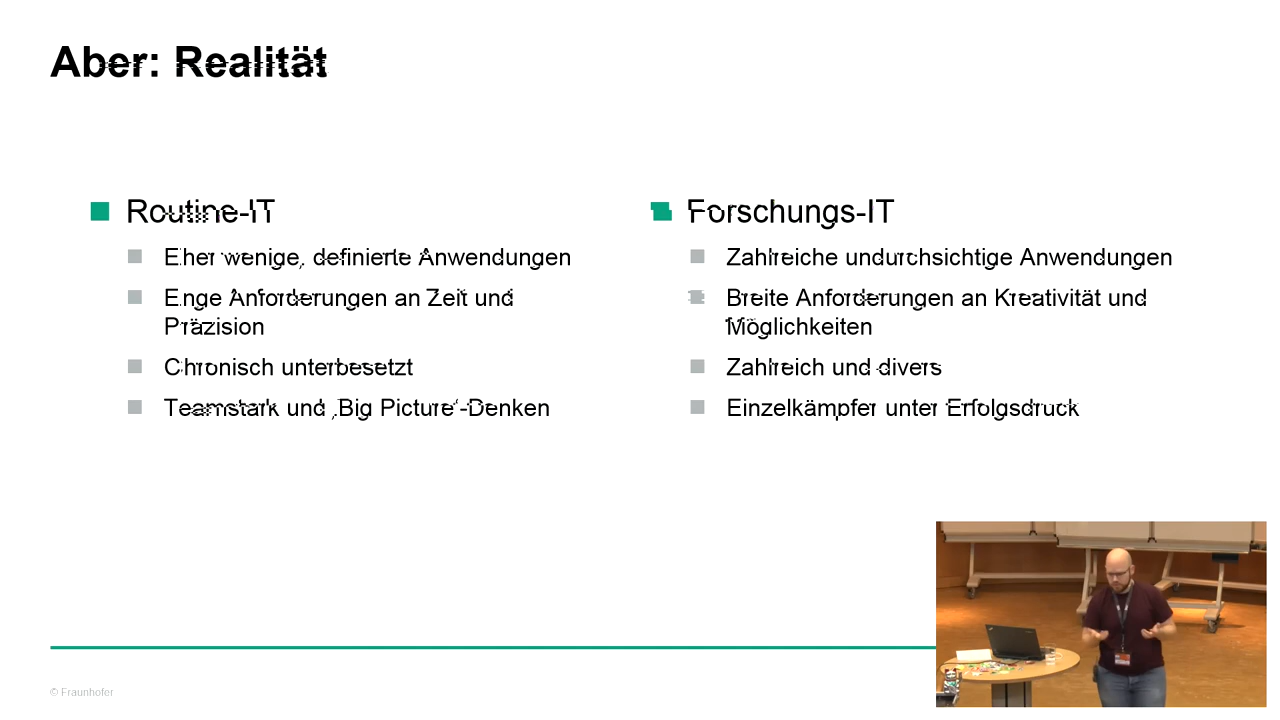 Aber: Realität
Routine-IT
Eher wenige, definierte Anwendungen
Enge Anforderungen an Zeit und
Präzision
Chronisch unterbesetzt
Teamstark und ‚Big Picture‘-Denken
Forschungs-IT
Zahlreiche undurchsichtige Anwendungen
Breite Anforderungen an Kreativität und
Möglichkeiten
Zahlreich und divers
Einzelkämpfer unter Erfolgsdruck
© Fraunhofer